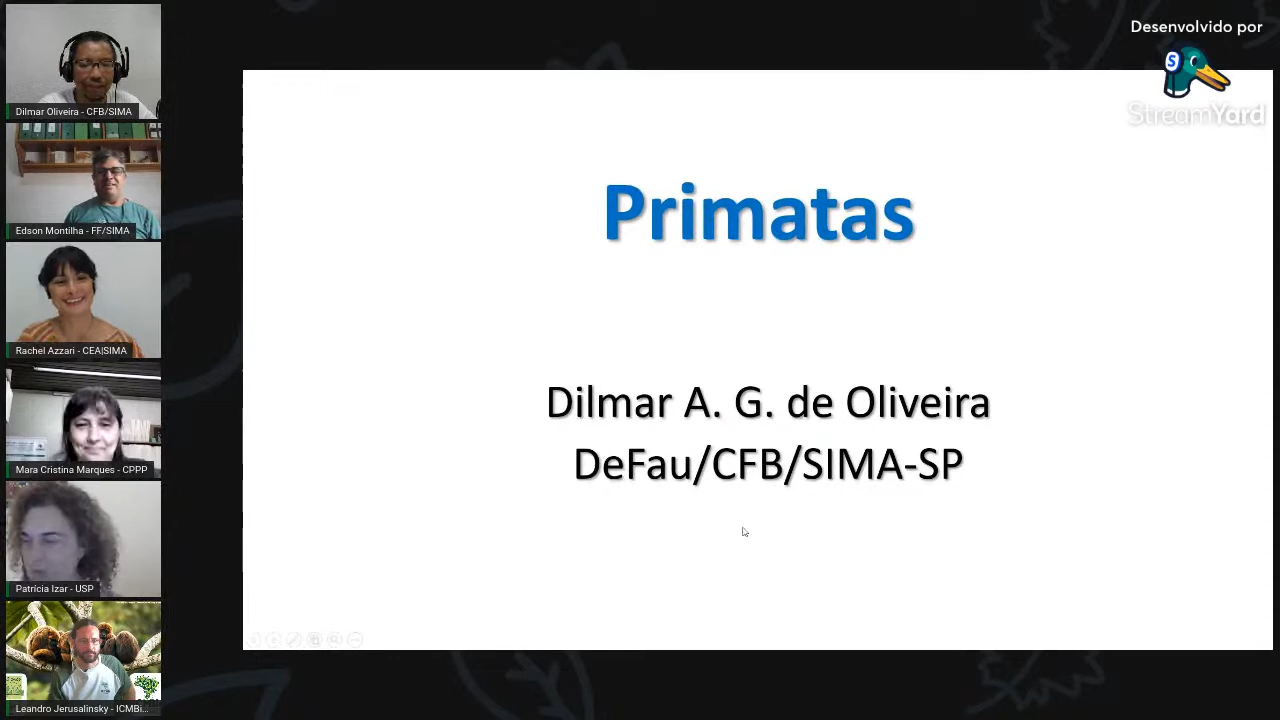 Desenvolvido por
S
StreamYard
Dilmar Oliveira - CFB/SIMA
Edson Montilha - FF/SIMA
Rachel Azzari - CEA|SIMA
Mara Cristina Marques - CPPP
Patrícia Izar - USP
Leandro Jerusalinsky - ICMBi...
Primatas
Dilmar A. G. de Oliveira
DeFau/CFB/SIMA-SP